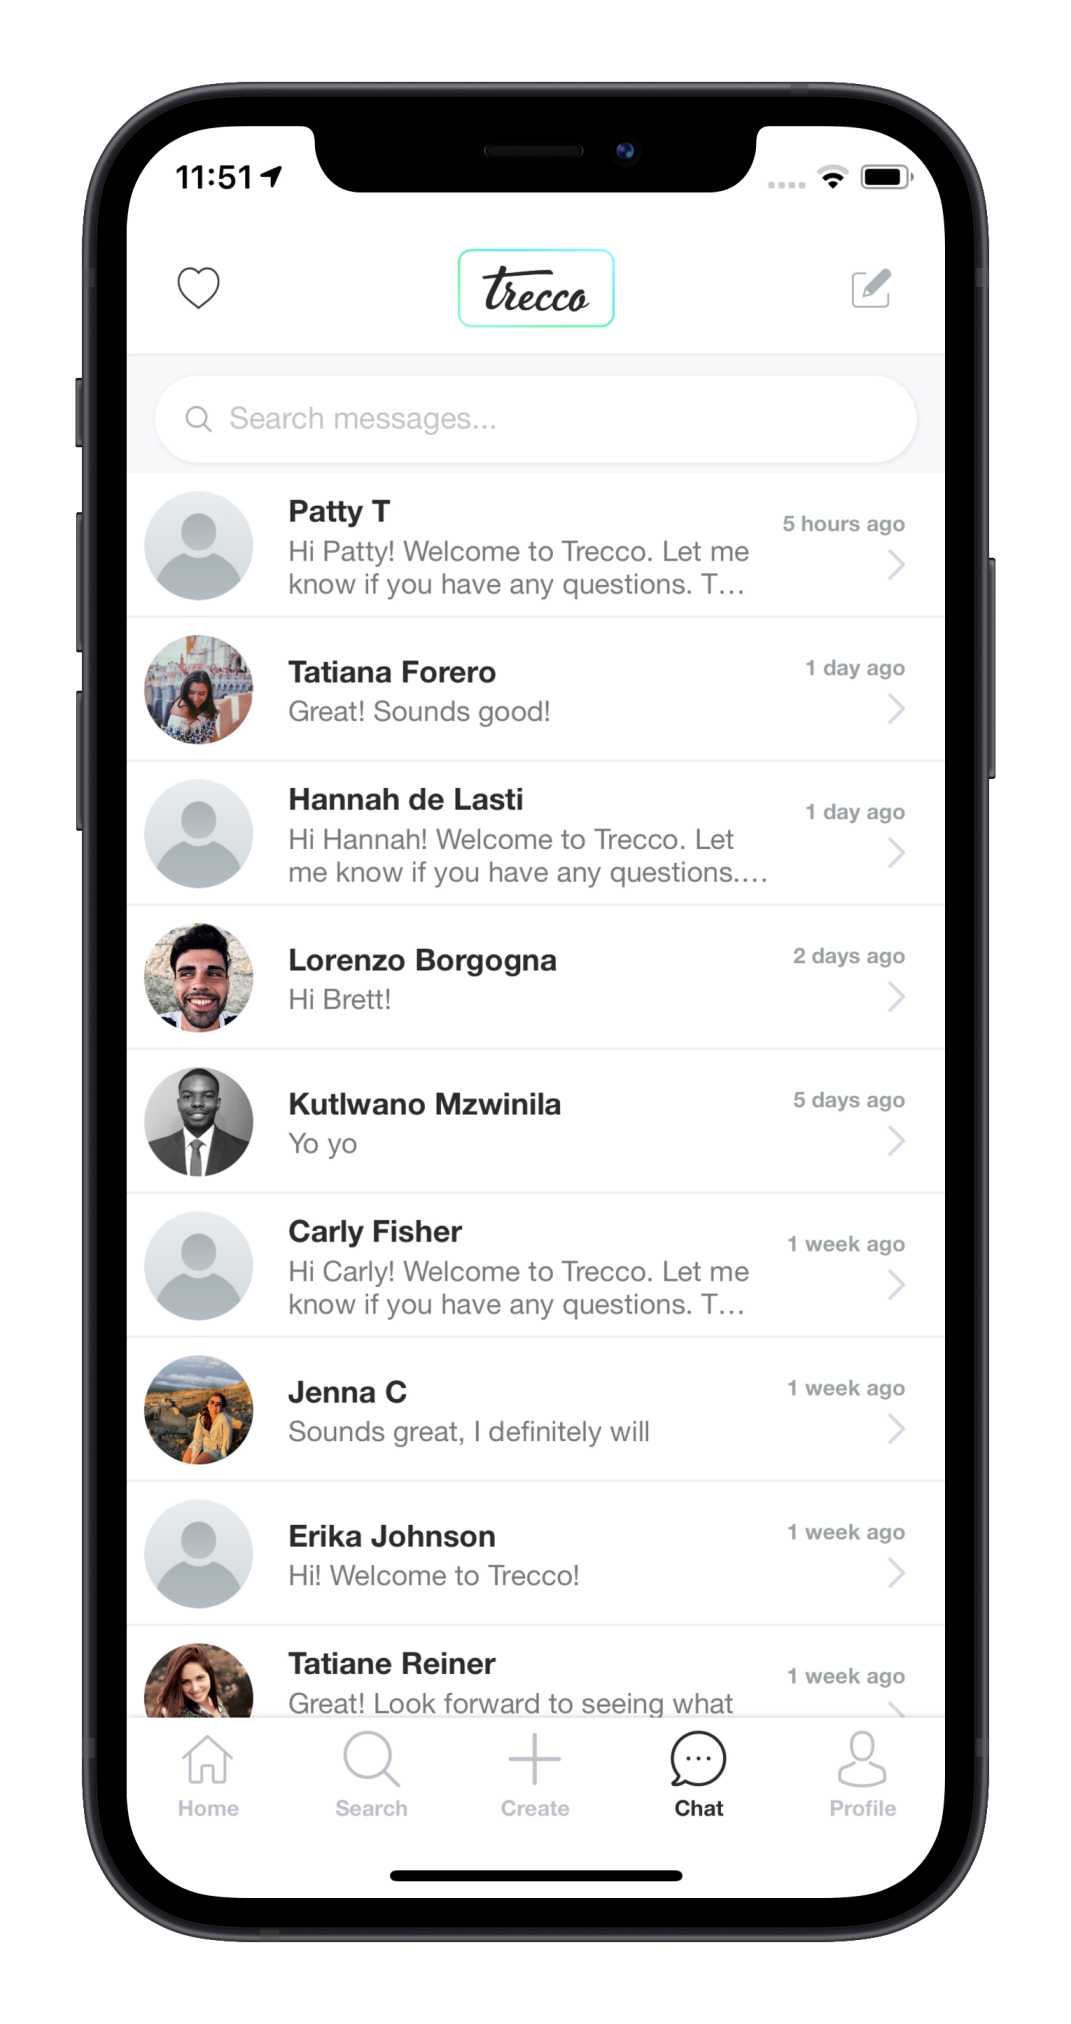 11:51
trecco
Search messages...
Patty T
5 hours ago
Hi Patty! Welcome to Trecco. Let me
know if you have any questions. T...
Tatiana Forero
1 day ago
Great! Sounds good!
Hannah de Lasti
1 day ago
Hi Hannah! Welcome to Trecco. Let
me know if you have any questions....
Lorenzo Borgogna
2 days ago
Hi Brett!
Kutlwano Mzwinila
5 days ago
Yo yo
Carly Fisher
1 week ago
Hi Carly! Welcome to Trecco. Let me
know if you have any questions. T...
Jenna C
1 week ago
Sounds great, I definitely will
Erika Johnson
1 week ago
Hi! Welcome to Trecco!
Tatiane Reiner
1 week ago
Great! Look forward to seeing what
Home
Search
Create
Chat
Profile